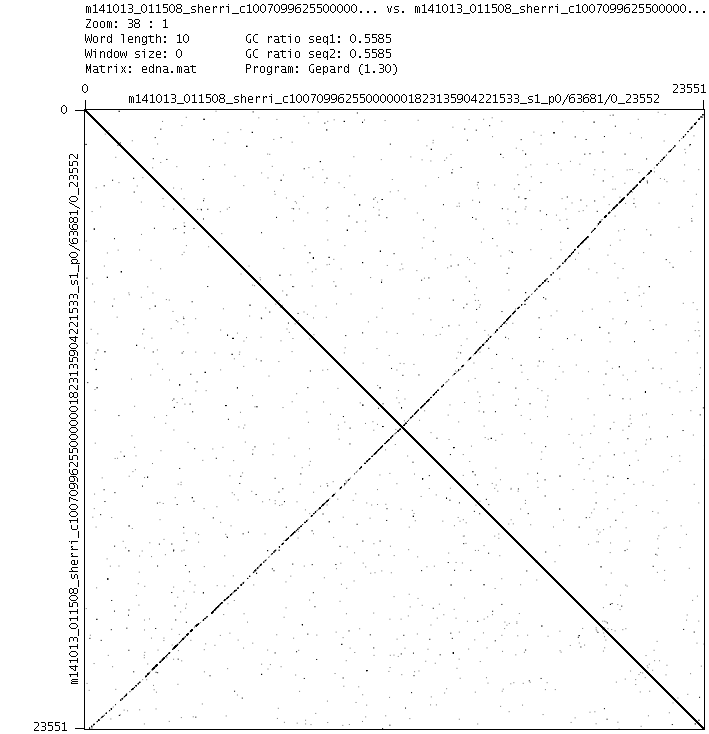 m141013_011508_sherri_c1007099625500000... vs. m141013_011508_sherri_c1007099625500000...
Zoom: 38 : 1
Word length: 10 GC ratio seq1: 0.5585
Window size: 0 GC ratio seq2: 0.5585
Matrix: edna.mat Program: Gepard (1.30)
0 23551
m141013_011508_sherri_c100709962550000001823135904221533_s1_p0/63681/0_23552
0
m141013_011508_sherri_c100709962550000001823135904221533_s1_p0/63681/0_23552
23551